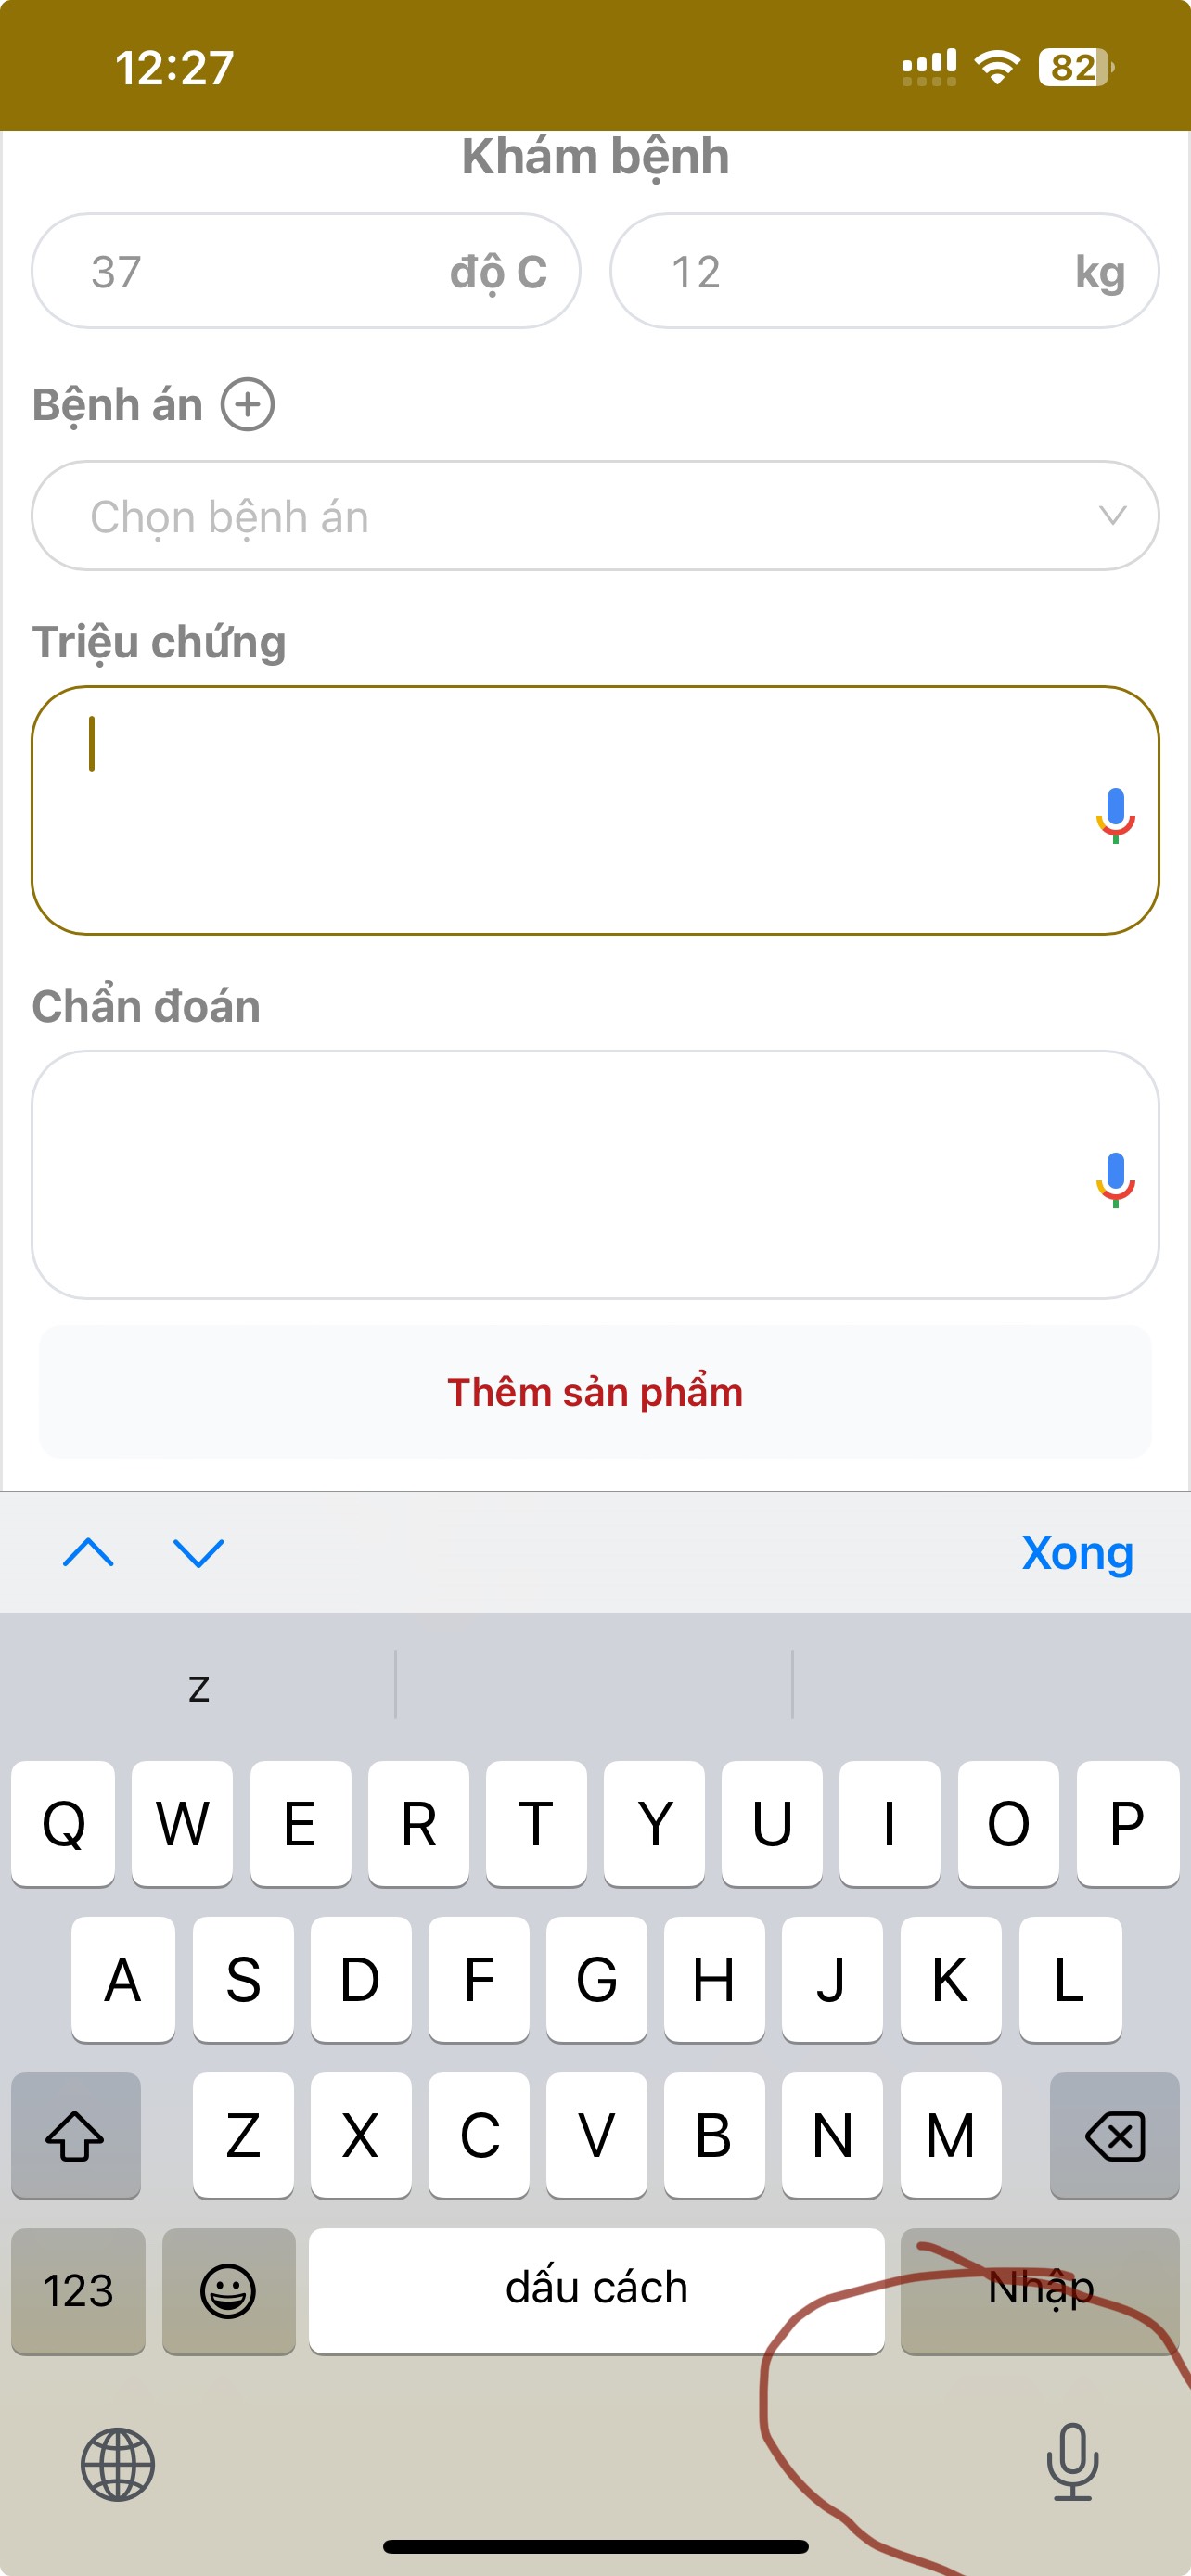 12:27 82
Khám bệnh
37 độ C 12 kg
Bệnh án
Chọn bệnh án
Triệu chứng
Chẩn đoán
Thêm sản phẩm
Xong
z
Q W E R T Y U I O P
A S D F G H J K L
Z X C V B N M
123 dấu cách Nhập